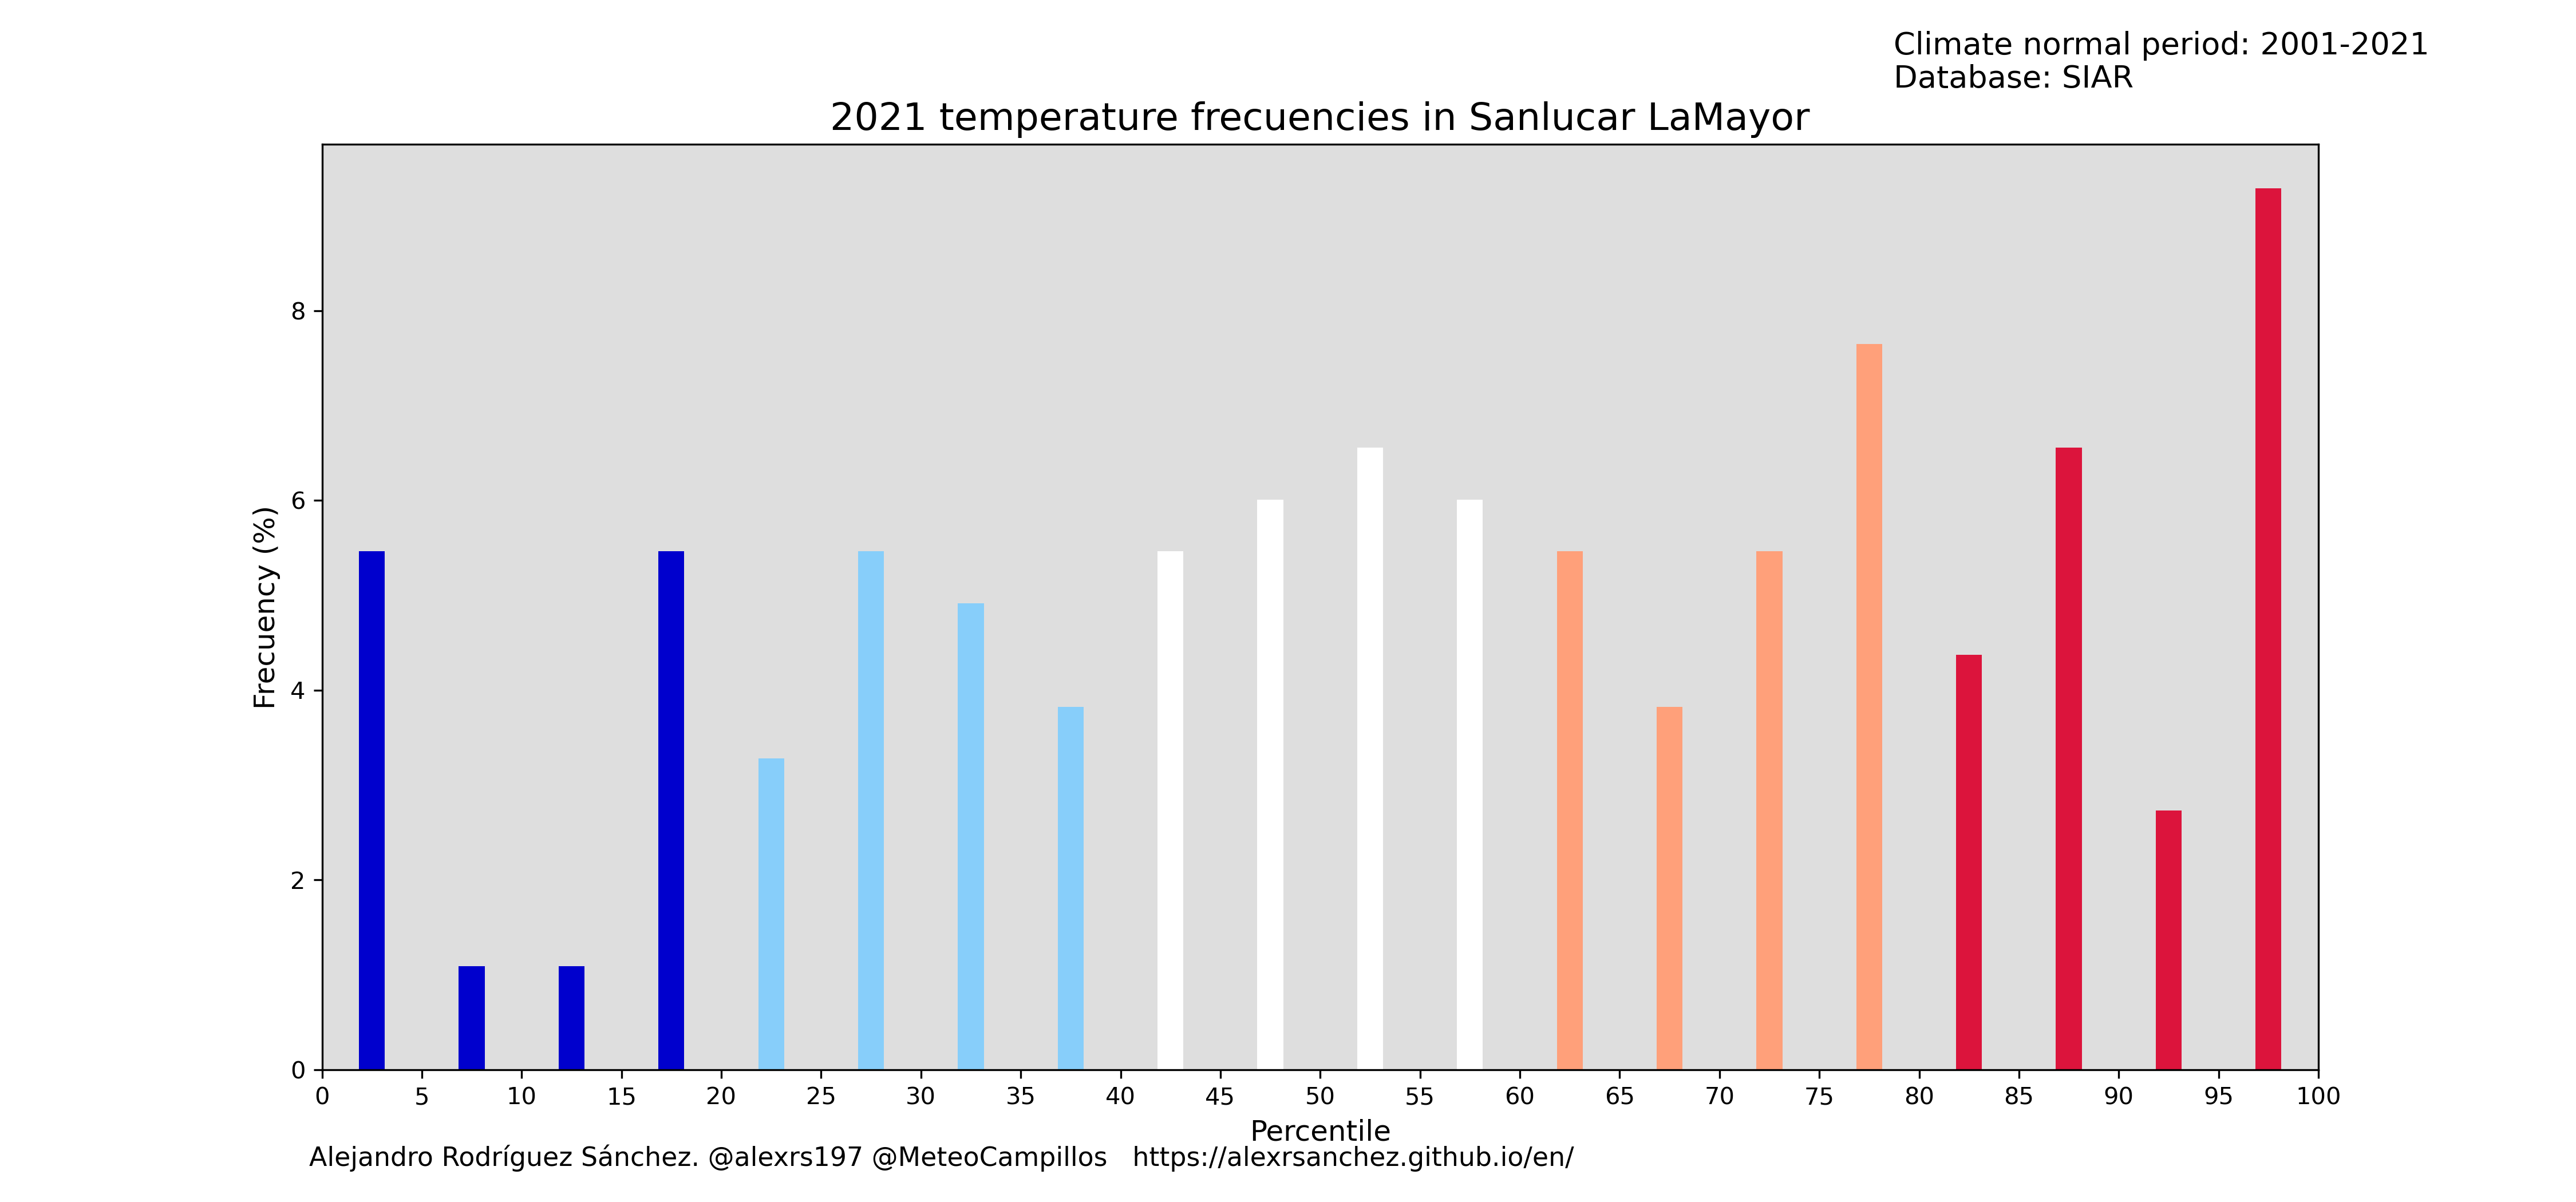 Climate normal period: 2001-2021
Database: SIAR
2021 temperature frecuencies in Sanlucar LaMayor
Frecuency (%)
8
6
4
2
0
0 5 10 15 20 25 30 35 40 45 50 55 60 65 70 75 80 85 90 95 100
Percentile
Alejandro Rodríguez Sánchez. @alexrs197 @MeteoCampillos https://alexrsanchez.github.io/en/